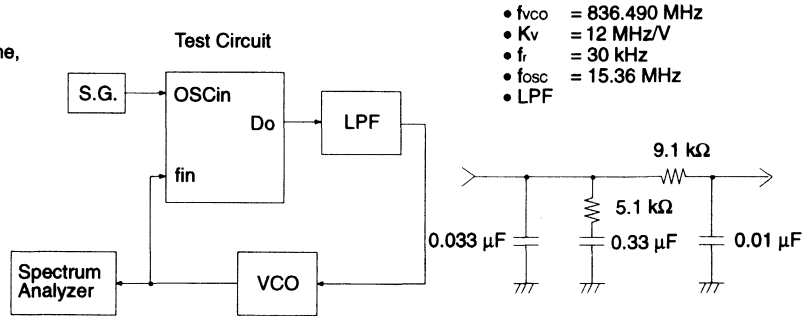 me,
Test Circuit
S.G.
OSCin
Do
fin
LPF
Spectrum
Analyzer
VCO
• fvco = 836.490 MHz
• Kv = 12 MHz/V
• fr = 30 kHz
• fosc = 15.36 MHz
• LPF
9.1 kΩ
5.1 kΩ
0.033 µF
0.33 µF
0.01 µF